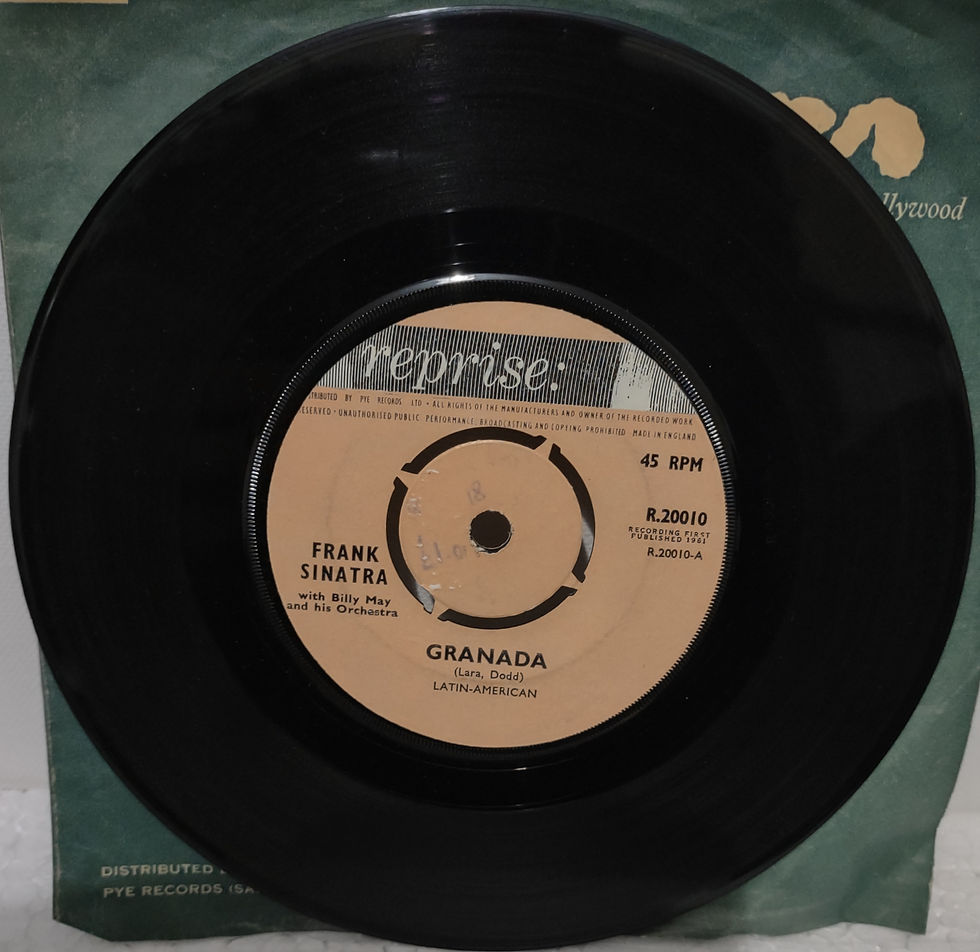 llywood
reprise:
TRIBUTED BY PYE RECORDS LTD • ALL RIGHTS OF THE MANUFACTURERS AND OWNER OF THE RECORDED WORK
ESERVED • UNAUTHORISED PUBLIC PERFORMANCE, BROADCASTING AND COPYING PROHIBITED MADE IN ENGLAND
45 RPM
18
R.20010
RECORDING FIRST
PUBLISHED 1961
R.20010-A
FRANK
SINATRA
with Billy May
and his Orchestra
GRANADA
(Lara, Dodd)
LATIN-AMERICAN
DISTRIBUTED
PYE RECORDS (SA